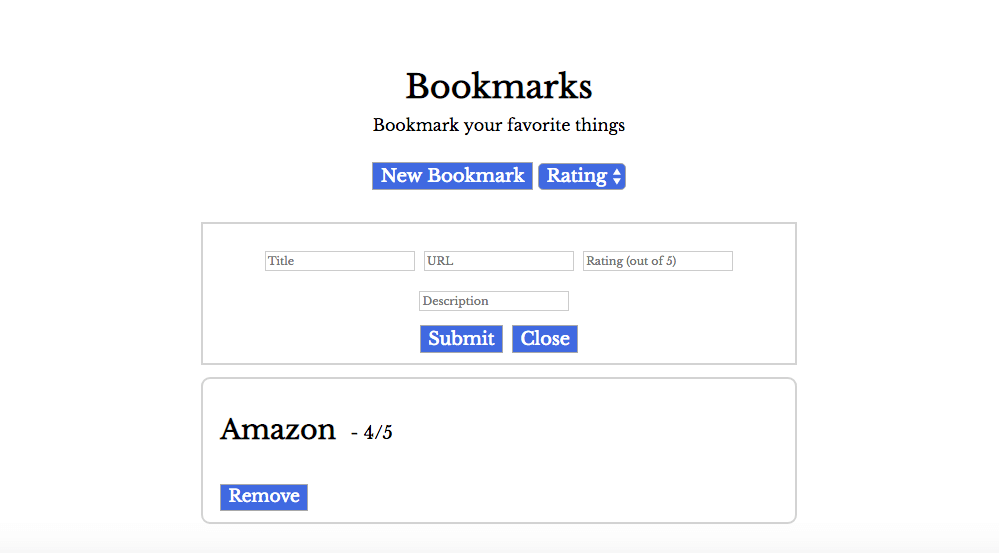 Bookmarks
Bookmark your favorite things
New Bookmark Rating
Title URL Rating (out of 5)
Description
Submit Close
Amazon - 4/5
Remove